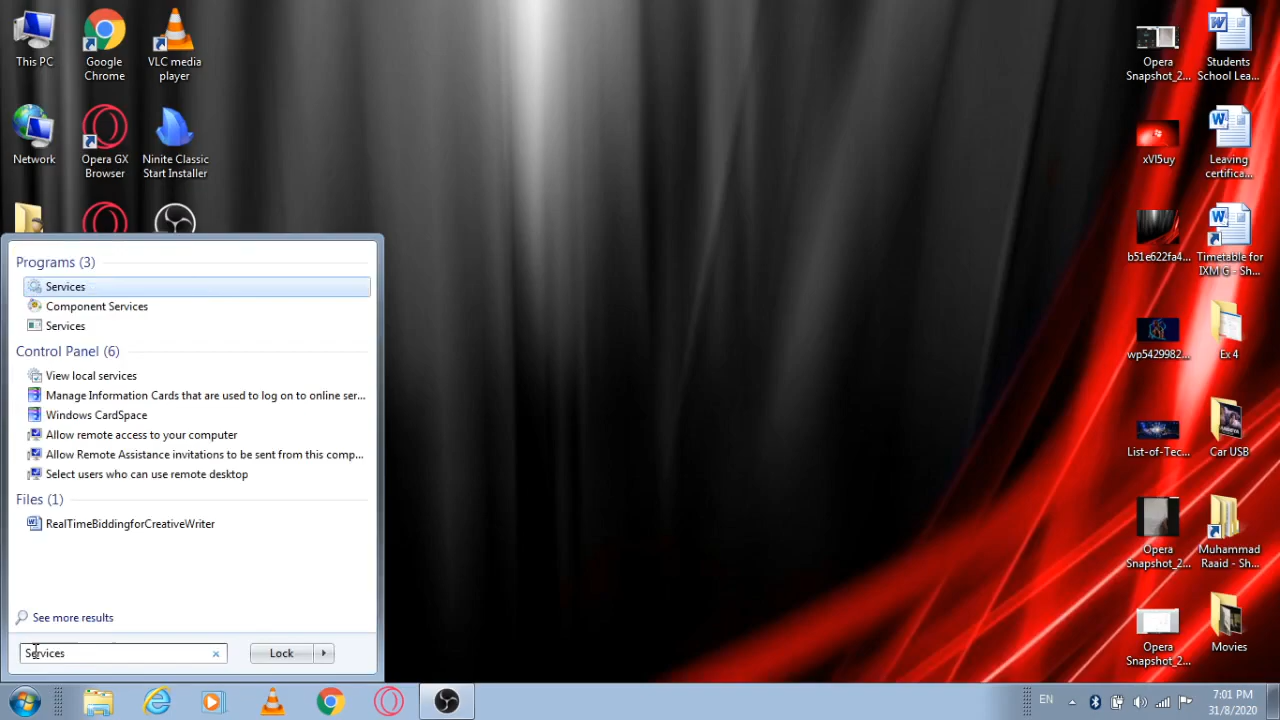 This PC
Google
Chrome
VLC media
player
Opera
Snapshot_2...
Students
School Lea...
Network
Opera GX
Browser
Ninite Classic
Start Installer
xVl5uy
Leaving
certifica...
b51e622fa4...
Timetable for
IXM G - Sh...
Programs (3)
Services
Component Services
Services
Control Panel (6)
View local services
Manage Information Cards that are used to log on to online ser...
Windows CardSpace
Allow remote access to your computer
Allow Remote Assistance invitations to be sent from this comp...
Select users who can use remote desktop
Files (1)
RealTimeBiddingforCreativeWriter
See more results
Services
Lock
wp5429982...
Ex 4
List-of-Tec...
Car USB
Opera
Snapshot_2...
Muhammad
Raaid - Sh...
Opera
Snapshot_2...
Movies
EN
7:01 PM
31/8/2020